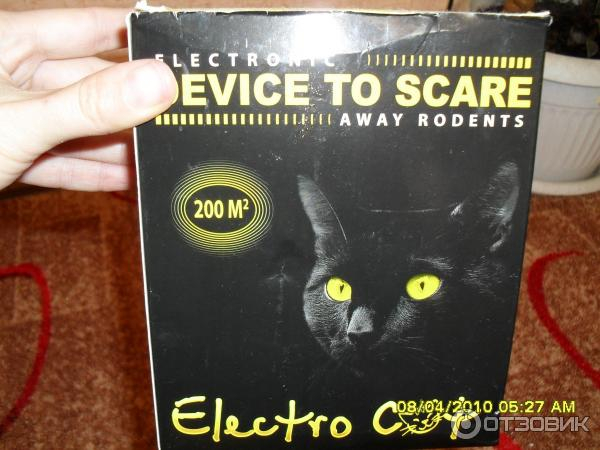 ELECTRONIC
DEVICE TO SCARE
AWAY RODENTS
200 M²
Electro
08/04/2010 05:27 AM
ОТЗОВИК